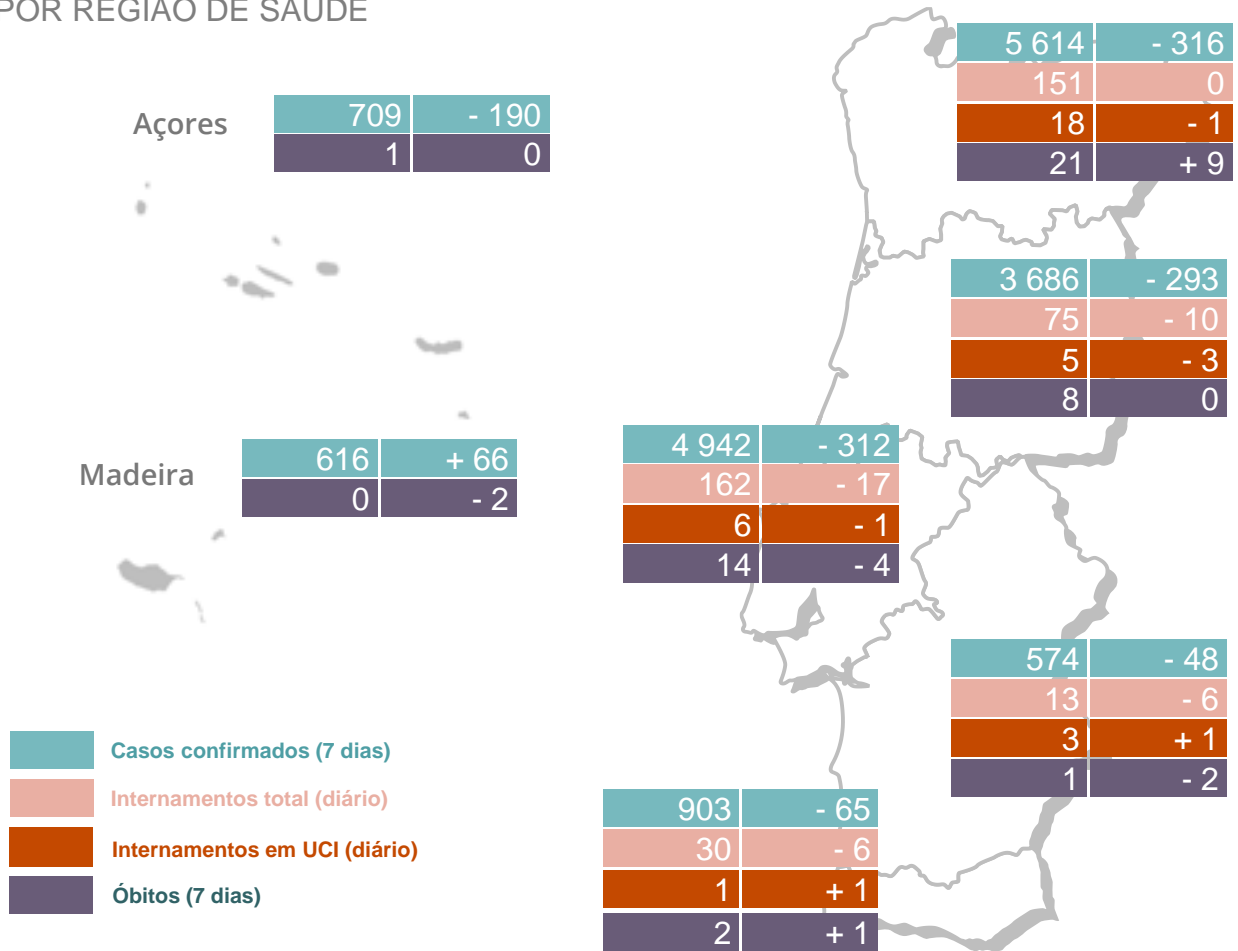 POR REGIÃO DE SAÚDE
5 614 - 316
151 0
18 - 1
21 + 9
Açores
709 - 190
1 0
3 686 - 293
75 - 10
5 - 3
8 0
Madeira
616 + 66
0 - 2
4 942 - 312
162 - 17
6 - 1
14 - 4
574 - 48
13 - 6
3 + 1
1 - 2
903 - 65
30 - 6
1 + 1
2 + 1
Casos confirmados (7 dias)
Internamentos total (diário)
Internamentos em UCI (diário)
Óbitos (7 dias)